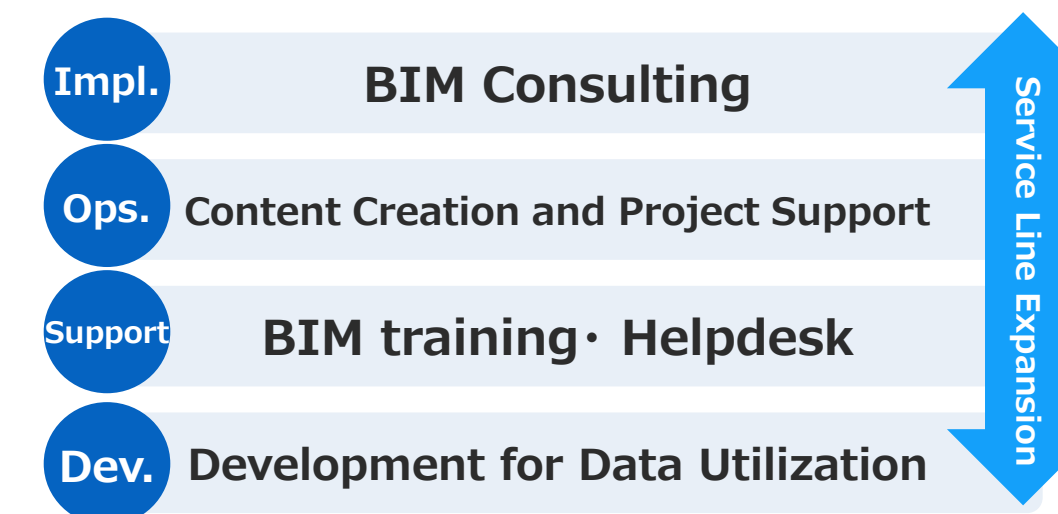 Impl.
BIM Consulting
Ops.
Content Creation and Project Support
Support
BIM training・ Helpdesk
Dev.
Development for Data Utilization
Service Line Expansion